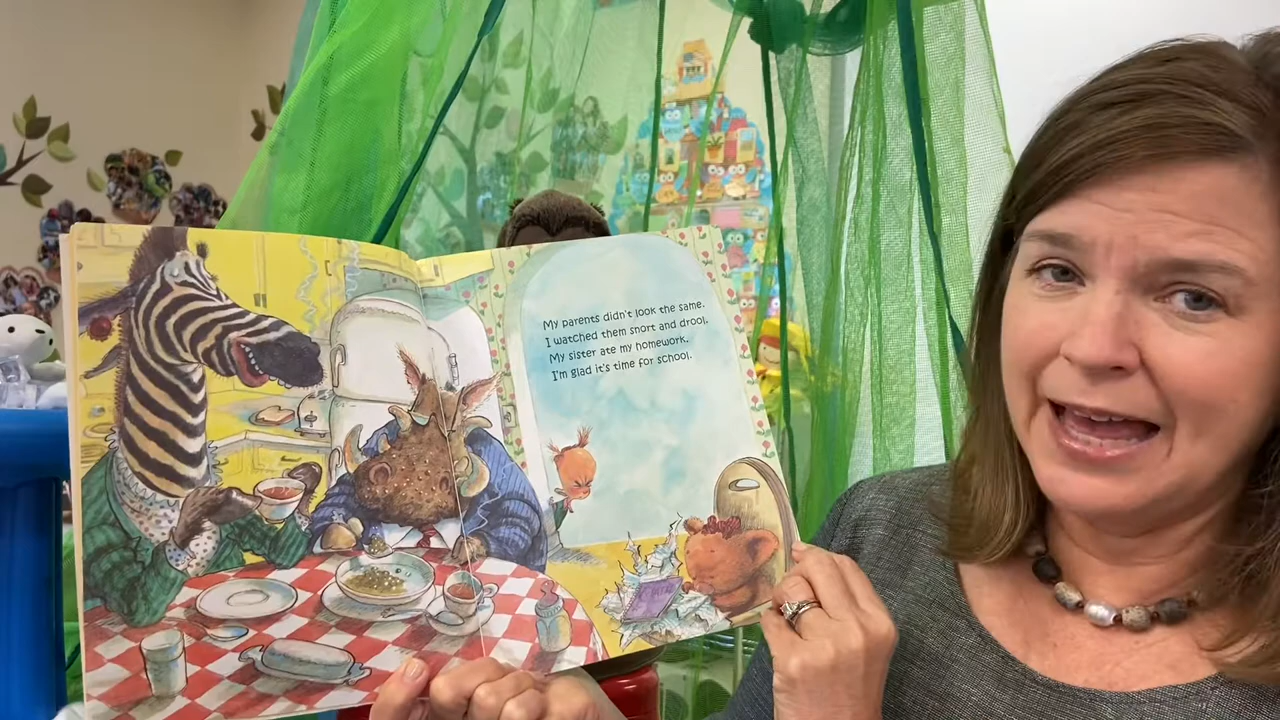 My parents didn't look the same.
I watched them snort and drool.
My sister ate my homework.
I'm glad it's time for school.